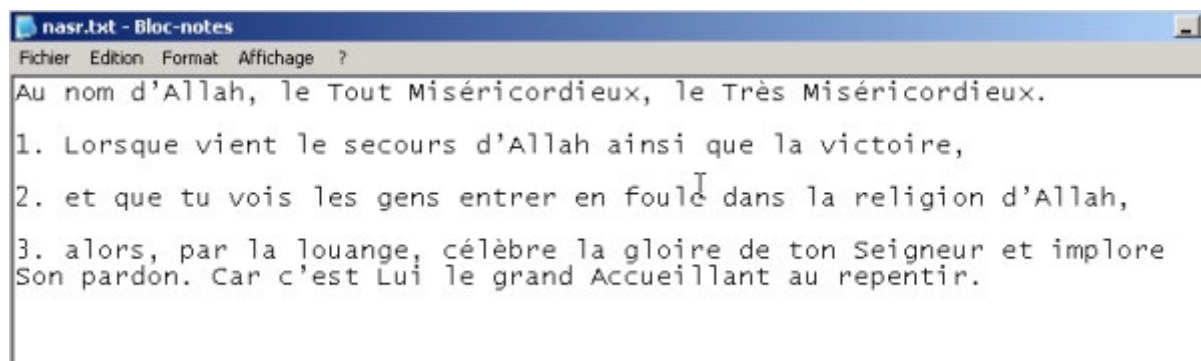 nasr.txt - Bloc-notes
Fichier Edition Format Affichage ?
Au nom d'Allah, le Tout Miséricordieux, le Très Miséricordieux.
1. Lorsque vient le secours d'Allah ainsi que la victoire,
2. et que tu vois les gens entrer en foule dans la religion d'Allah,
3. alors, par la louange, célèbre la gloire de ton Seigneur et implore
Son pardon. Car c'est Lui le grand Accueillant au repentir.